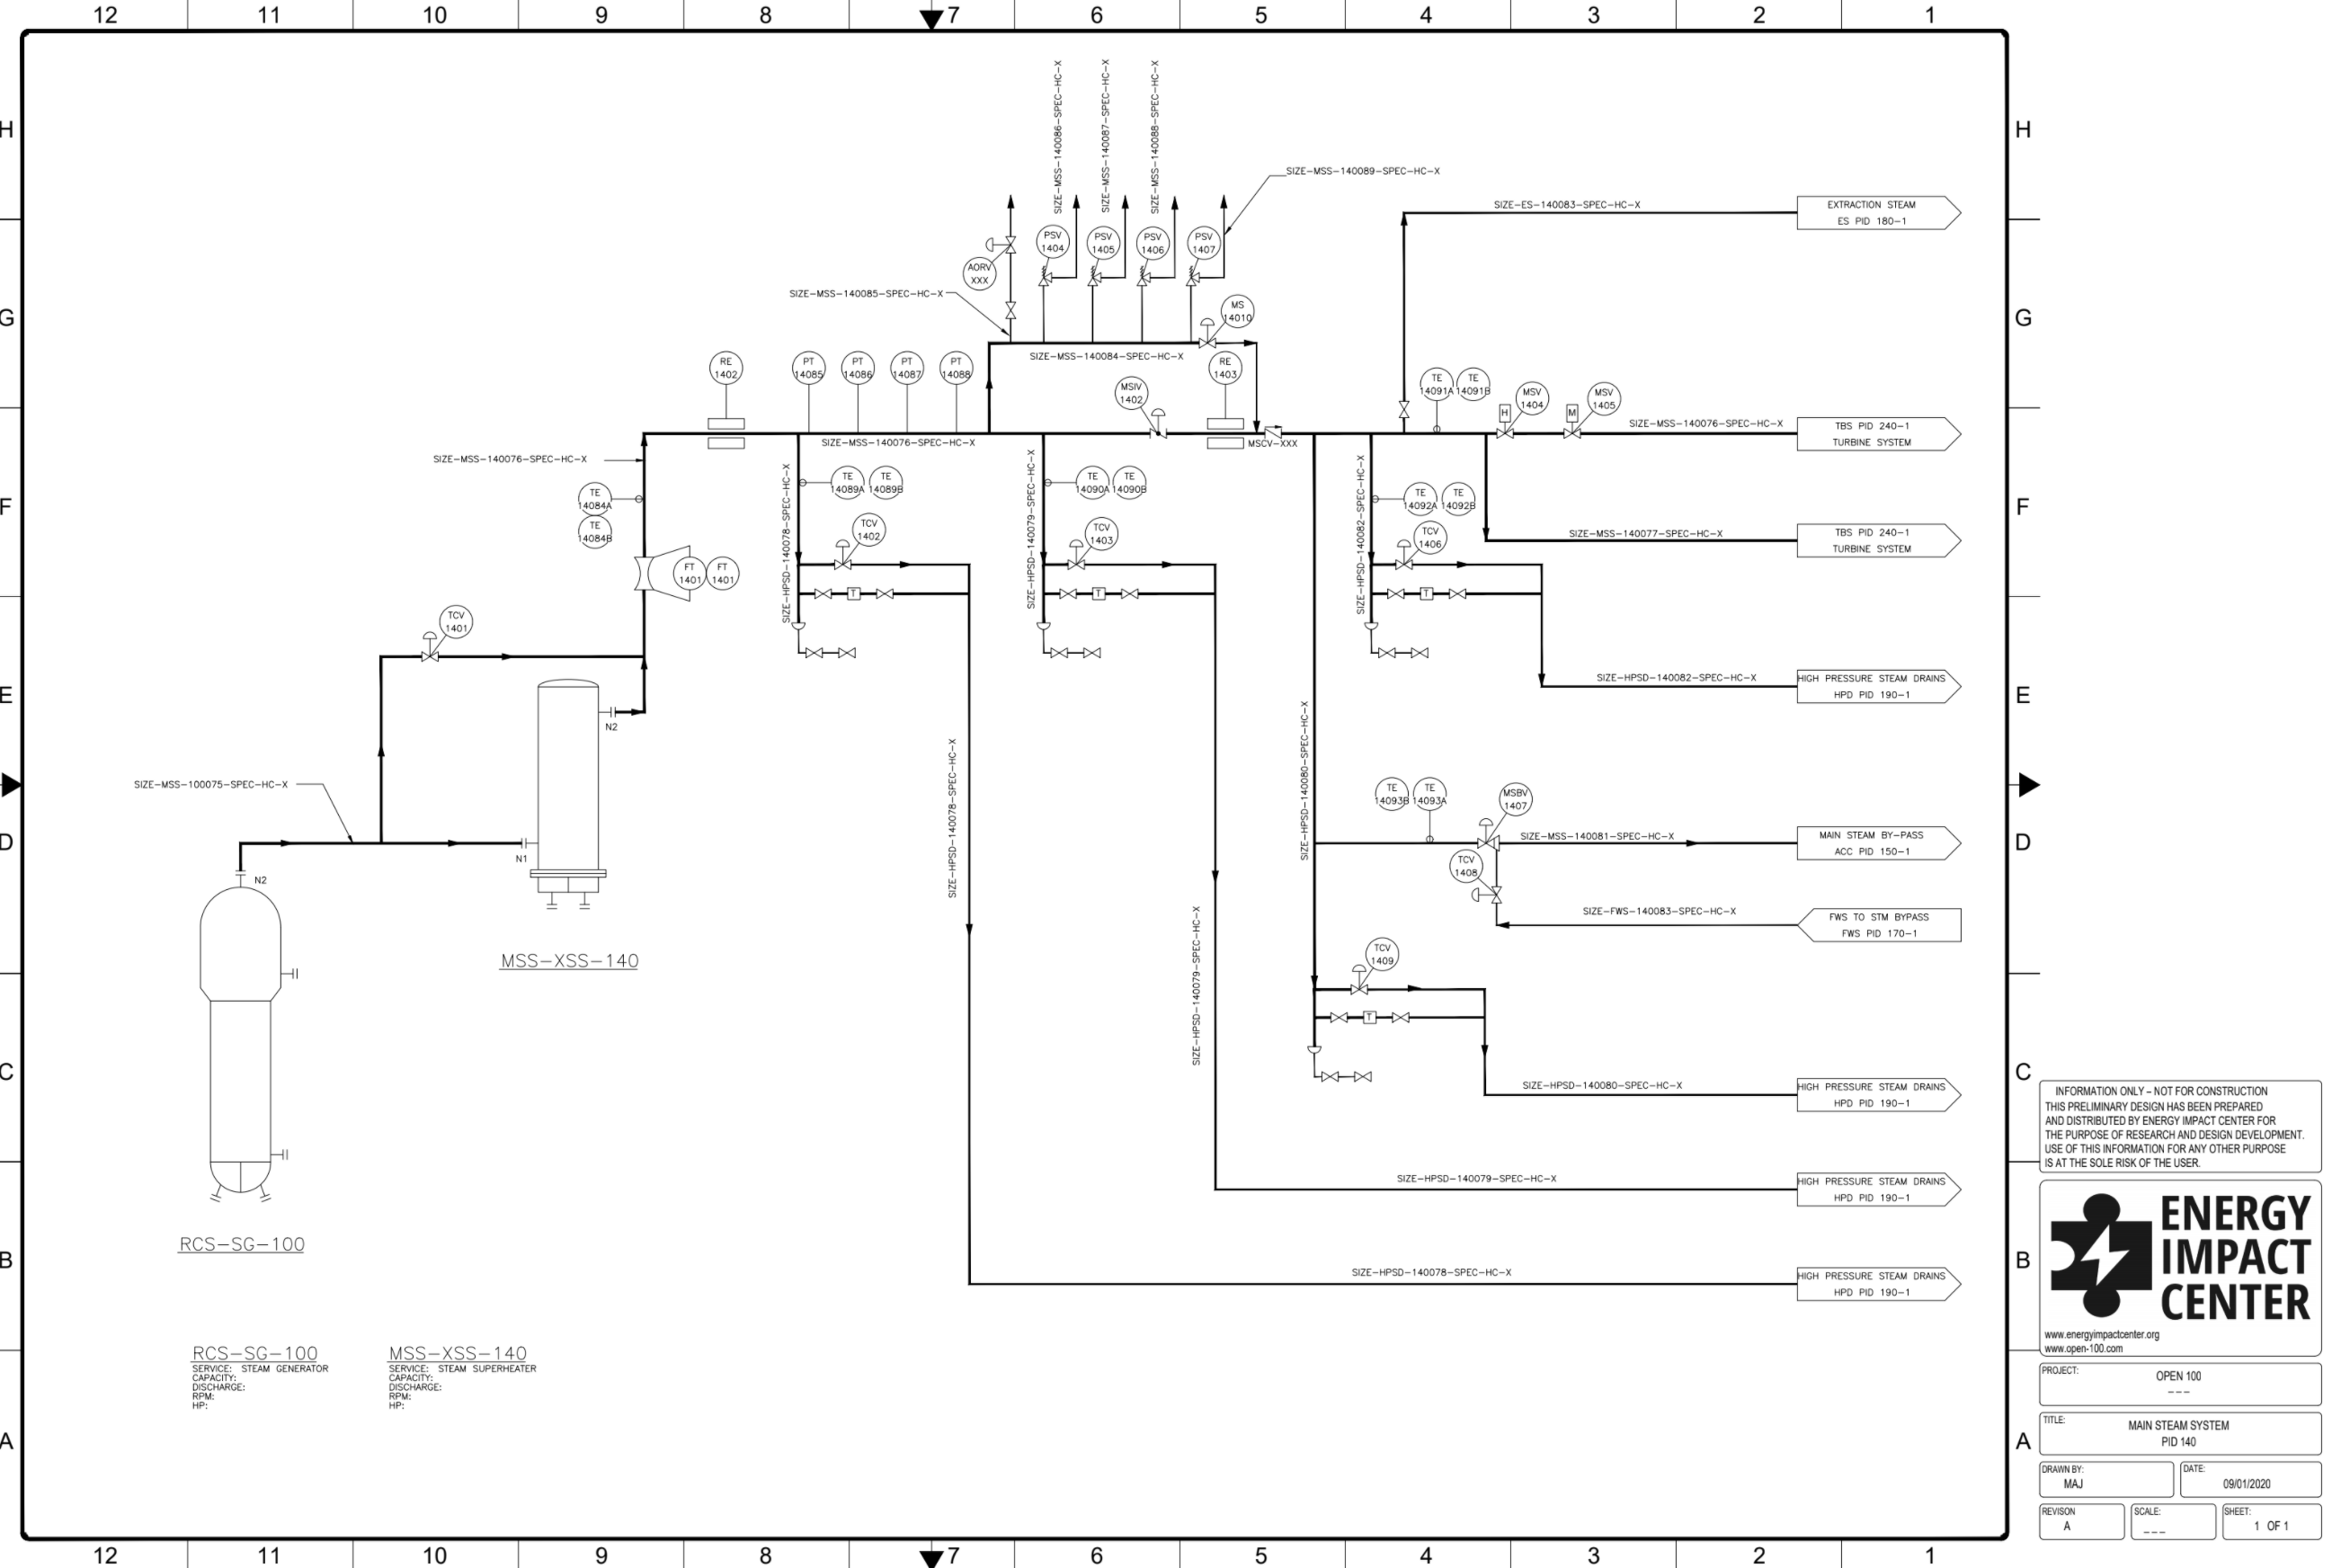 12 11 10 9 8 7 6 5 4 3 2 1
H
H
G
G
F
F
E
E
D
D
C
C
B
B
A
A
SIZE-MSS-140086-SPEC-HC-X
SIZE-MSS-140087-SPEC-HC-X
SIZE-MSS-140088-SPEC-HC-X
SIZE-MSS-140089-SPEC-HC-X
SIZE-ES-140083-SPEC-HC-X
EXTRACTION STEAM
ES PID 180-1
PSV
1404
PSV
1405
PSV
1406
PSV
1407
AORV
XXX
SIZE-MSS-140085-SPEC-HC-X
MS
14010
SIZE-MSS-140084-SPEC-HC-X
RE
1402
PT
14085
PT
14086
PT
14087
PT
14088
MSIV
1402
RE
1403
MSCV-XXX
TE
14091A
TE
14091B
H
MSV
1404
M
MSV
1405
SIZE-MSS-140076-SPEC-HC-X
TBS PID 240-1
TURBINE SYSTEM
SIZE-MSS-140076-SPEC-HC-X
SIZE-MSS-140076-SPEC-HC-X
TE
14084A
TE
14084B
FT
1401
FT
1401
SIZE-HPSD-140078-SPEC-HC-X
TE
14089A
TE
14089B
TCV
1402
T
SIZE-HPSD-140079-SPEC-HC-X
TE
14090A
TE
14090B
TCV
1403
T
SIZE-HPSD-140082-SPEC-HC-X
TE
14092A
TE
14092B
TCV
1406
T
SIZE-MSS-140077-SPEC-HC-X
TBS PID 240-1
TURBINE SYSTEM
TCV
1401
N2
SIZE-HPSD-140082-SPEC-HC-X
HIGH PRESSURE STEAM DRAINS
HPD PID 190-1
SIZE-MSS-100075-SPEC-HC-X
N1
N2
MSS-XSS-140
RCS-SG-100
SIZE-HPSD-140078-SPEC-HC-X
SIZE-HPSD-140079-SPEC-HC-X
SIZE-HPSD-140080-SPEC-HC-X
TE
14093B
TE
14093A
MSBV
1407
SIZE-MSS-140081-SPEC-HC-X
MAIN STEAM BY-PASS
ACC PID 150-1
TCV
1408
SIZE-FWS-140083-SPEC-HC-X
FWS TO STM BYPASS
FWS PID 170-1
TCV
1409
T
SIZE-HPSD-140080-SPEC-HC-X
HIGH PRESSURE STEAM DRAINS
HPD PID 190-1
SIZE-HPSD-140079-SPEC-HC-X
HIGH PRESSURE STEAM DRAINS
HPD PID 190-1
SIZE-HPSD-140078-SPEC-HC-X
HIGH PRESSURE STEAM DRAINS
HPD PID 190-1
RCS-SG-100
SERVICE: STEAM GENERATOR
CAPACITY:
DISCHARGE:
RPM:
HP:
MSS-XSS-140
SERVICE: STEAM SUPERHEATER
CAPACITY:
DISCHARGE:
RPM:
HP:
INFORMATION ONLY – NOT FOR CONSTRUCTION
THIS PRELIMINARY DESIGN HAS BEEN PREPARED
AND DISTRIBUTED BY ENERGY IMPACT CENTER FOR
THE PURPOSE OF RESEARCH AND DESIGN DEVELOPMENT.
USE OF THIS INFORMATION FOR ANY OTHER PURPOSE
IS AT THE SOLE RISK OF THE USER.
ENERGY
IMPACT
CENTER
www.energyimpactcenter.org
www.open-100.com
PROJECT:
OPEN 100
---
TITLE:
MAIN STEAM SYSTEM
PID 140
DRAWN BY:
MAJ
DATE:
09/01/2020
REVISON
A
SCALE:
---
SHEET:
1 OF 1
12 11 10 9 8 7 6 5 4 3 2 1